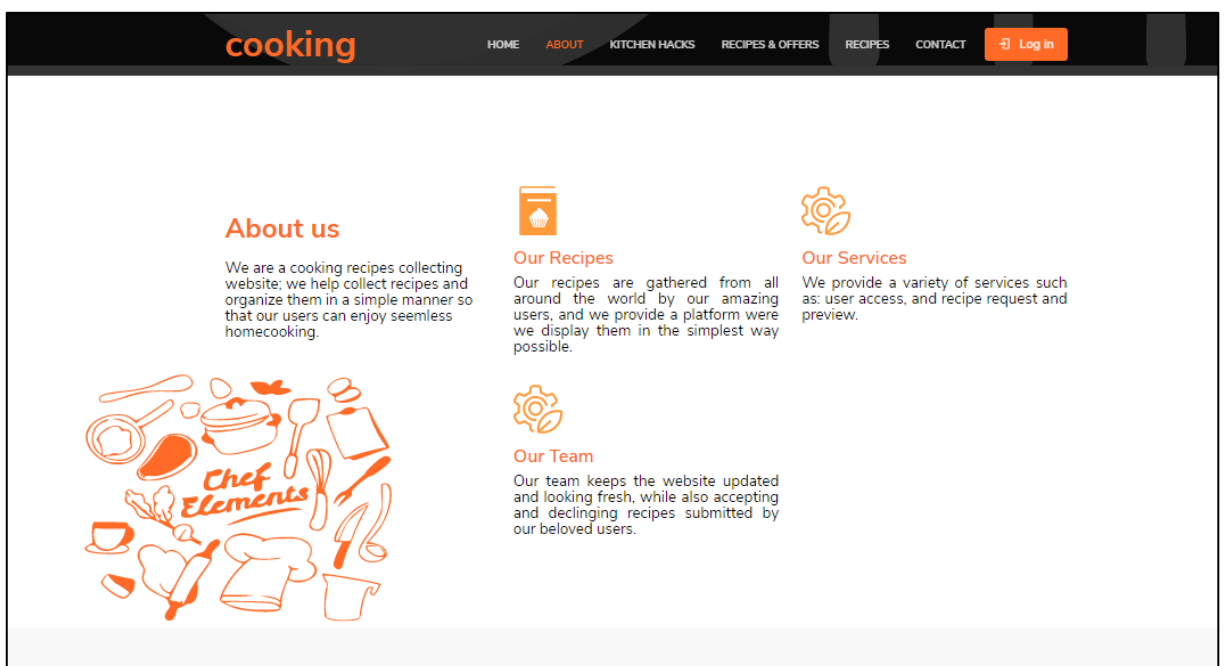 cooking
HOME ABOUT KITCHEN HACKS RECIPES & OFFERS RECIPES CONTACT Log in
About us
We are a cooking recipes collecting
website; we help collect recipes and
organize them in a simple manner so
that our users can enjoy seemless
homecooking.
Chef
Elements
Our Recipes
Our recipes are gathered from all
around the world by our amazing
users, and we provide a platform were
we display them in the simplest way
possible.
Our Services
We provide a variety of services such
as: user access, and recipe request and
preview.
Our Team
Our team keeps the website updated
and looking fresh, while also accepting
and declinging recipes submitted by
our beloved users.